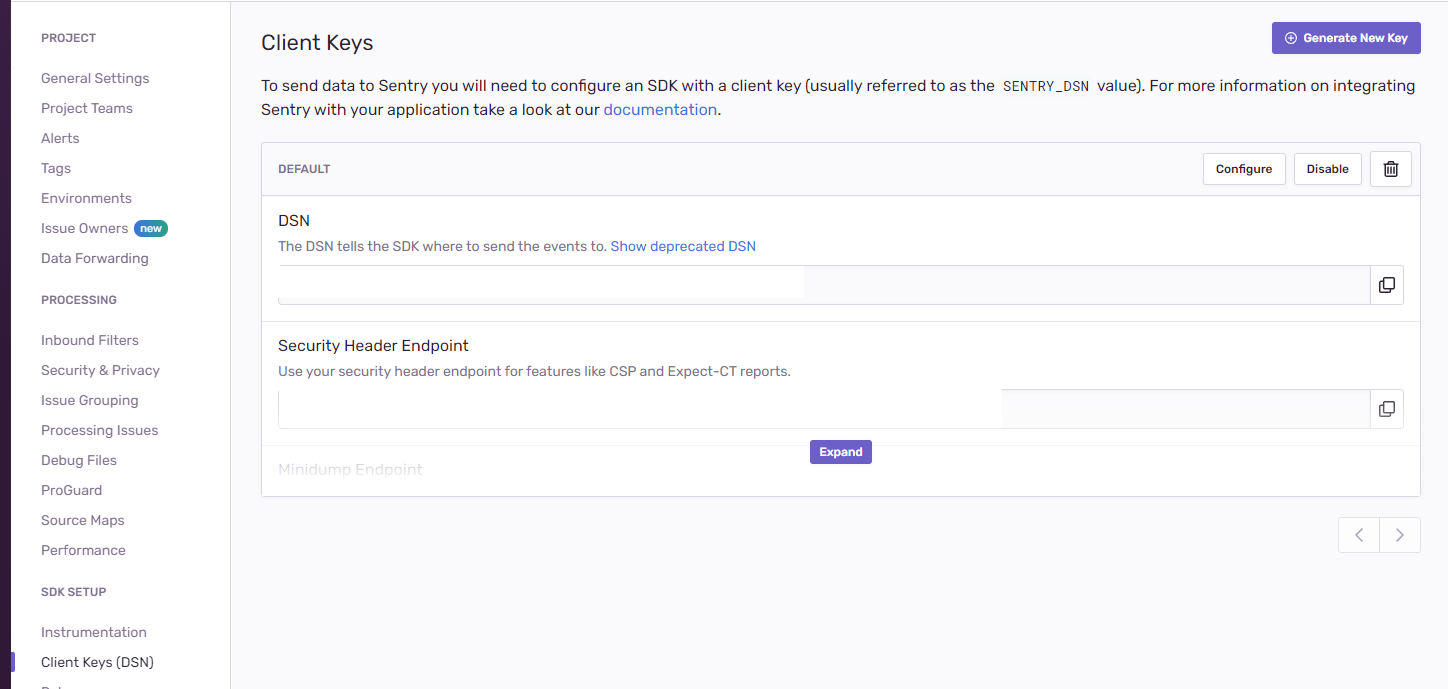 PROJECT
General Settings
Project Teams
Alerts
Tags
Environments
Issue Owners new
Data Forwarding
PROCESSING
Inbound Filters
Security & Privacy
Issue Grouping
Processing Issues
Debug Files
ProGuard
Source Maps
Performance
SDK SETUP
Instrumentation
Client Keys (DSN)
Client Keys
Generate New Key
To send data to Sentry you will need to configure an SDK with a client key (usually referred to as the SENTRY_DSN value). For more information on integrating
Sentry with your application take a look at our documentation.
DEFAULT
Configure
Disable
DSN
The DSN tells the SDK where to send the events to. Show deprecated DSN
Security Header Endpoint
Use your security header endpoint for features like CSP and Expect-CT reports.
Expand
Minidump Endpoint